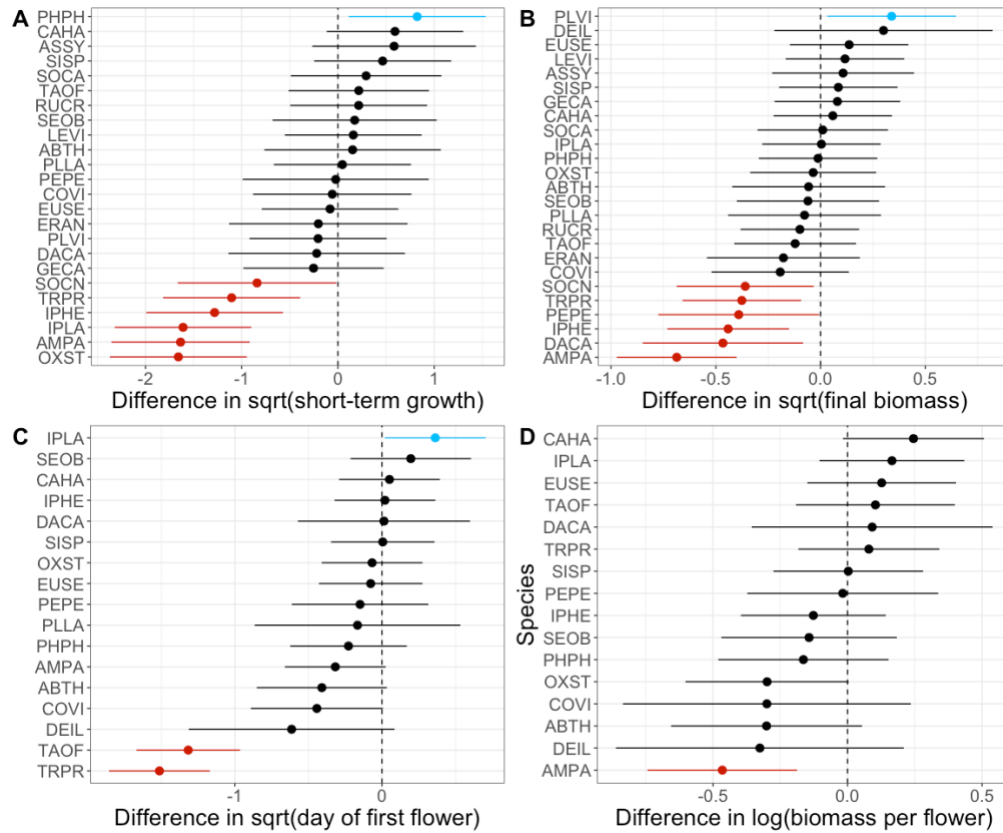 A
PHPH
CAHA
ASSY
SISP
SOCA
TAOF
RUCR
SEOB
LEVI
ABTH
PLLA
PEPE
COVI
EUSE
ERAN
PLVI
DACA
GECA
SOCN
TRPR
IPHE
IPLA
AMPA
OXST
-2 -1 0 1
Difference in sqrt(short-term growth)
B
PLVI
DEIL
EUSE
LEVI
ASSY
SISP
GECA
CAHA
SOCA
IPLA
PHPH
OXST
ABTH
SEOB
PLLA
RUCR
TAOF
ERAN
COVI
SOCN
TRPR
PEPE
IPHE
DACA
AMPA
-1.0 -0.5 0.0 0.5
Difference in sqrt(final biomass)
C
IPLA
SEOB
CAHA
IPHE
DACA
SISP
OXST
EUSE
PEPE
PLLA
PHPH
AMPA
ABTH
COVI
DEIL
TAOF
TRPR
-1 0
Difference in sqrt(day of first flower)
D
Species
CAHA
IPLA
EUSE
TAOF
DACA
TRPR
SISP
PEPE
IPHE
SEOB
PHPH
OXST
COVI
ABTH
DEIL
AMPA
-0.5 0.0 0.5
Difference in log(biomass per flower)